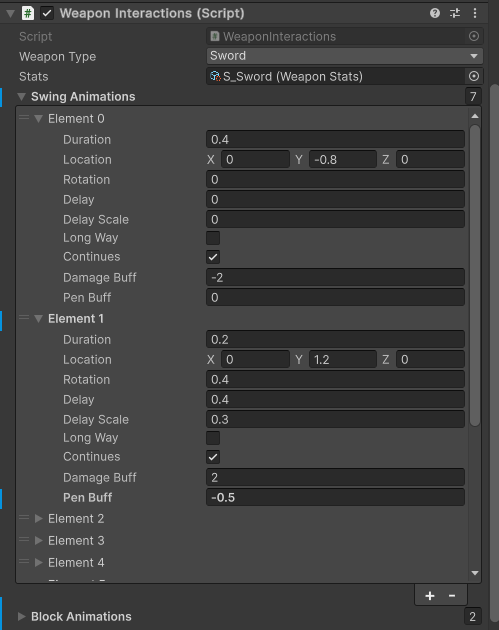 Weapon Interactions (Script)
Script WeaponInteractions
Weapon Type Sword
Stats S_Sword (Weapon Stats)
Swing Animations 7
Element 0
Duration 0.4
Location X 0 Y -0.8 Z 0
Rotation 0
Delay 0
Delay Scale 0
Long Way
Continues
Damage Buff -2
Pen Buff 0
Element 1
Duration 0.2
Location X 0 Y 1.2 Z 0
Rotation 0.4
Delay 0.4
Delay Scale 0.3
Long Way
Continues
Damage Buff 2
Pen Buff -0.5
Element 2
Element 3
Element 4
+ -
Block Animations 2